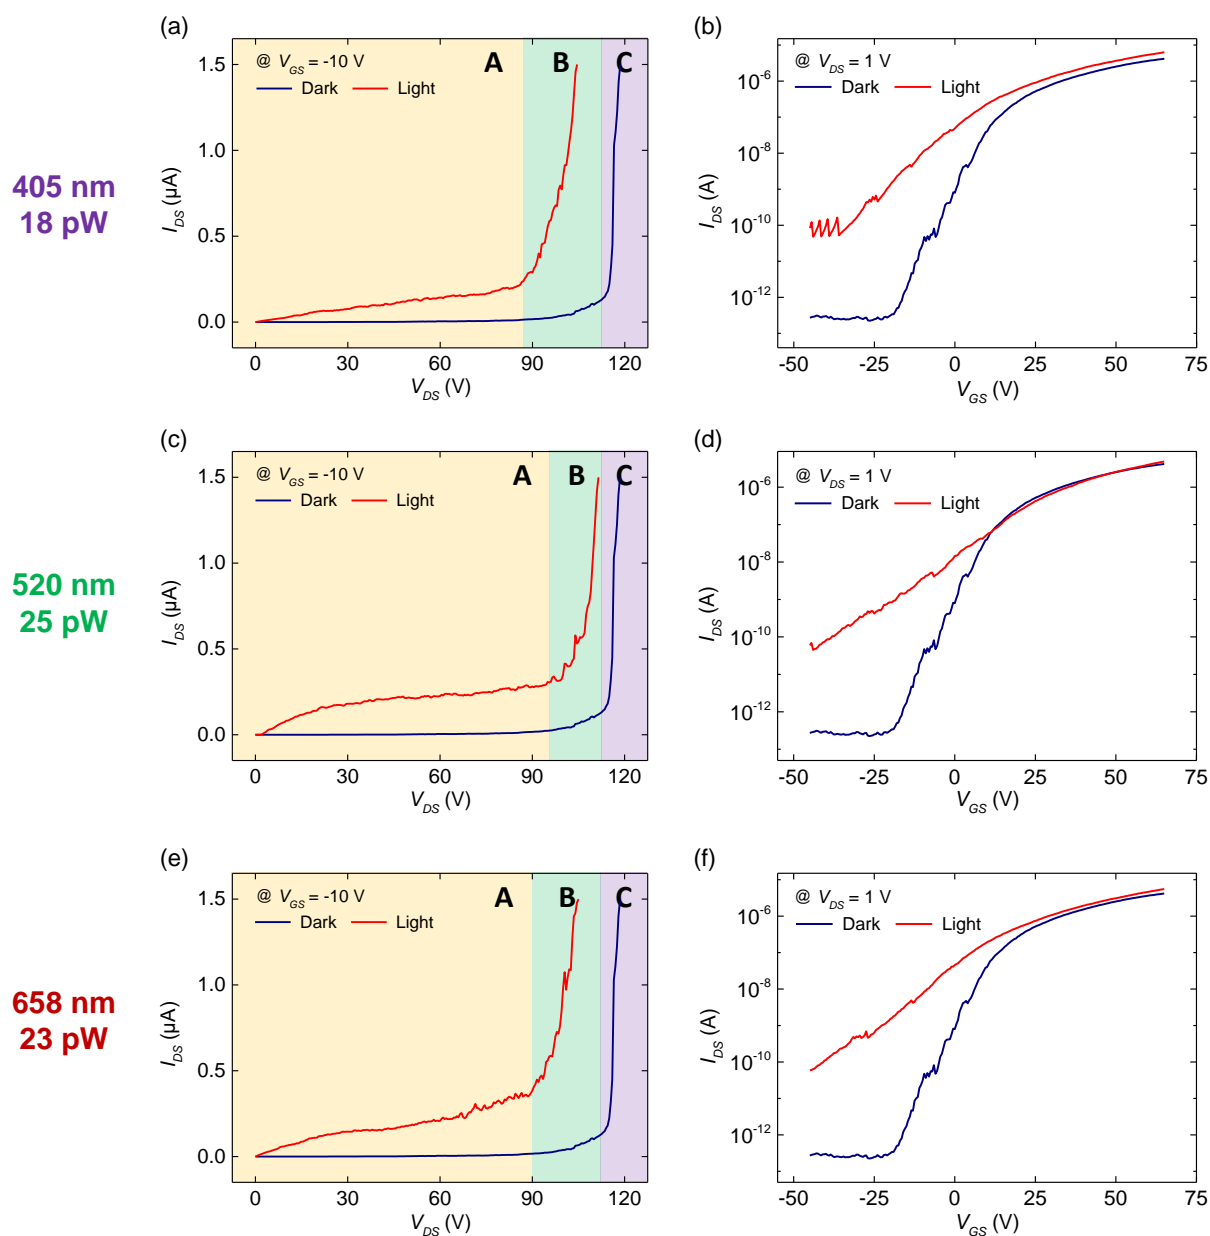 (a)
@ V_GS = -10 V
Dark
Light
A
B
C
1.5
1.0
0.5
0.0
I_DS (μA)
0
30
60
90
120
V_DS (V)
(b)
@ V_DS = 1 V
Dark
Light
10^-6
10^-8
10^-10
10^-12
I_DS (A)
-50
-25
0
25
50
75
V_GS (V)
405 nm
18 pW
(c)
@ V_GS = -10 V
Dark
Light
A
B
C
1.5
1.0
0.5
0.0
I_DS (μA)
0
30
60
90
120
V_DS (V)
(d)
@ V_DS = 1 V
Dark
Light
10^-6
10^-8
10^-10
10^-12
I_DS (A)
-50
-25
0
25
50
75
V_GS (V)
520 nm
25 pW
(e)
@ V_GS = -10 V
Dark
Light
A
B
C
1.5
1.0
0.5
0.0
I_DS (μA)
0
30
60
90
120
V_DS (V)
(f)
@ V_DS = 1 V
Dark
Light
10^-6
10^-8
10^-10
10^-12
I_DS (A)
-50
-25
0
25
50
75
V_GS (V)
658 nm
23 pW